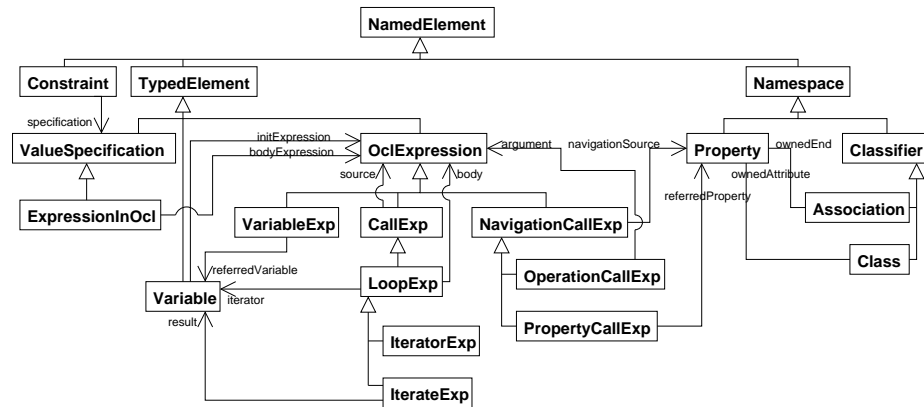 NamedElement
Constraint TypedElement Namespace
specification
ValueSpecification initExpression OclExpression argument navigationSource Property ownedEnd Classifier
bodyExpression
source body ownedAttribute
referredProperty
ExpressionInOcl VariableExp CallExp NavigationCallExp Association
Class
referredVariable
Variable iterator LoopExp OperationCallExp
result PropertyCallExp
IteratorExp
IterateExp